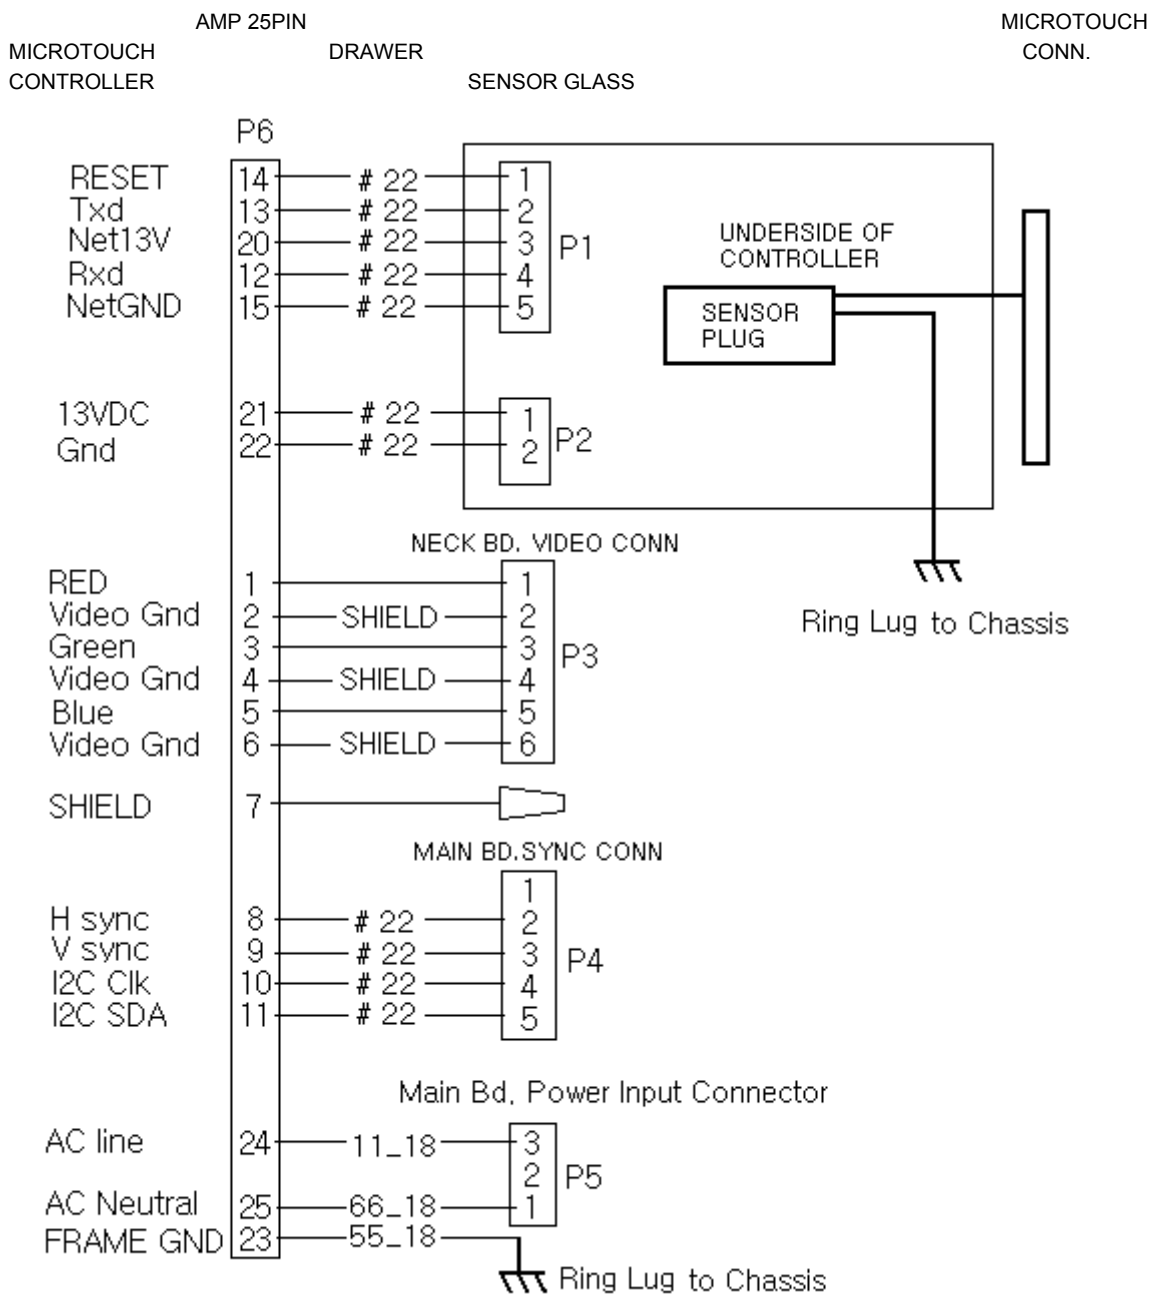 AMP 25PIN MICROTOUCH
MICROTOUCH DRAWER CONN.
CONTROLLER SENSOR GLASS
P6
RESET 14 # 22 1
Txd 13 # 22 2
Net13V 20 # 22 3 P1
Rxd 12 # 22 4
NetGND 15 # 22 5
UNDERSIDE OF
CONTROLLER
SENSOR
PLUG
13VDC 21 # 22 1
Gnd 22 # 22 2 P2
NECK BD. VIDEO CONN
RED 1 1
Video Gnd 2 SHIELD 2
Green 3 3 P3
Video Gnd 4 SHIELD 4
Blue 5 5
Video Gnd 6 SHIELD 6
Ring Lug to Chassis
SHIELD 7
MAIN BD.SYNC CONN
1
H sync 8 # 22 2
V sync 9 # 22 3 P4
I2C Clk 10 # 22 4
I2C SDA 11 # 22 5
Main Bd. Power Input Connector
AC line 24 11_18 3
2 P5
AC Neutral 25 66_18 1
FRAME GND 23 55_18
Ring Lug to Chassis